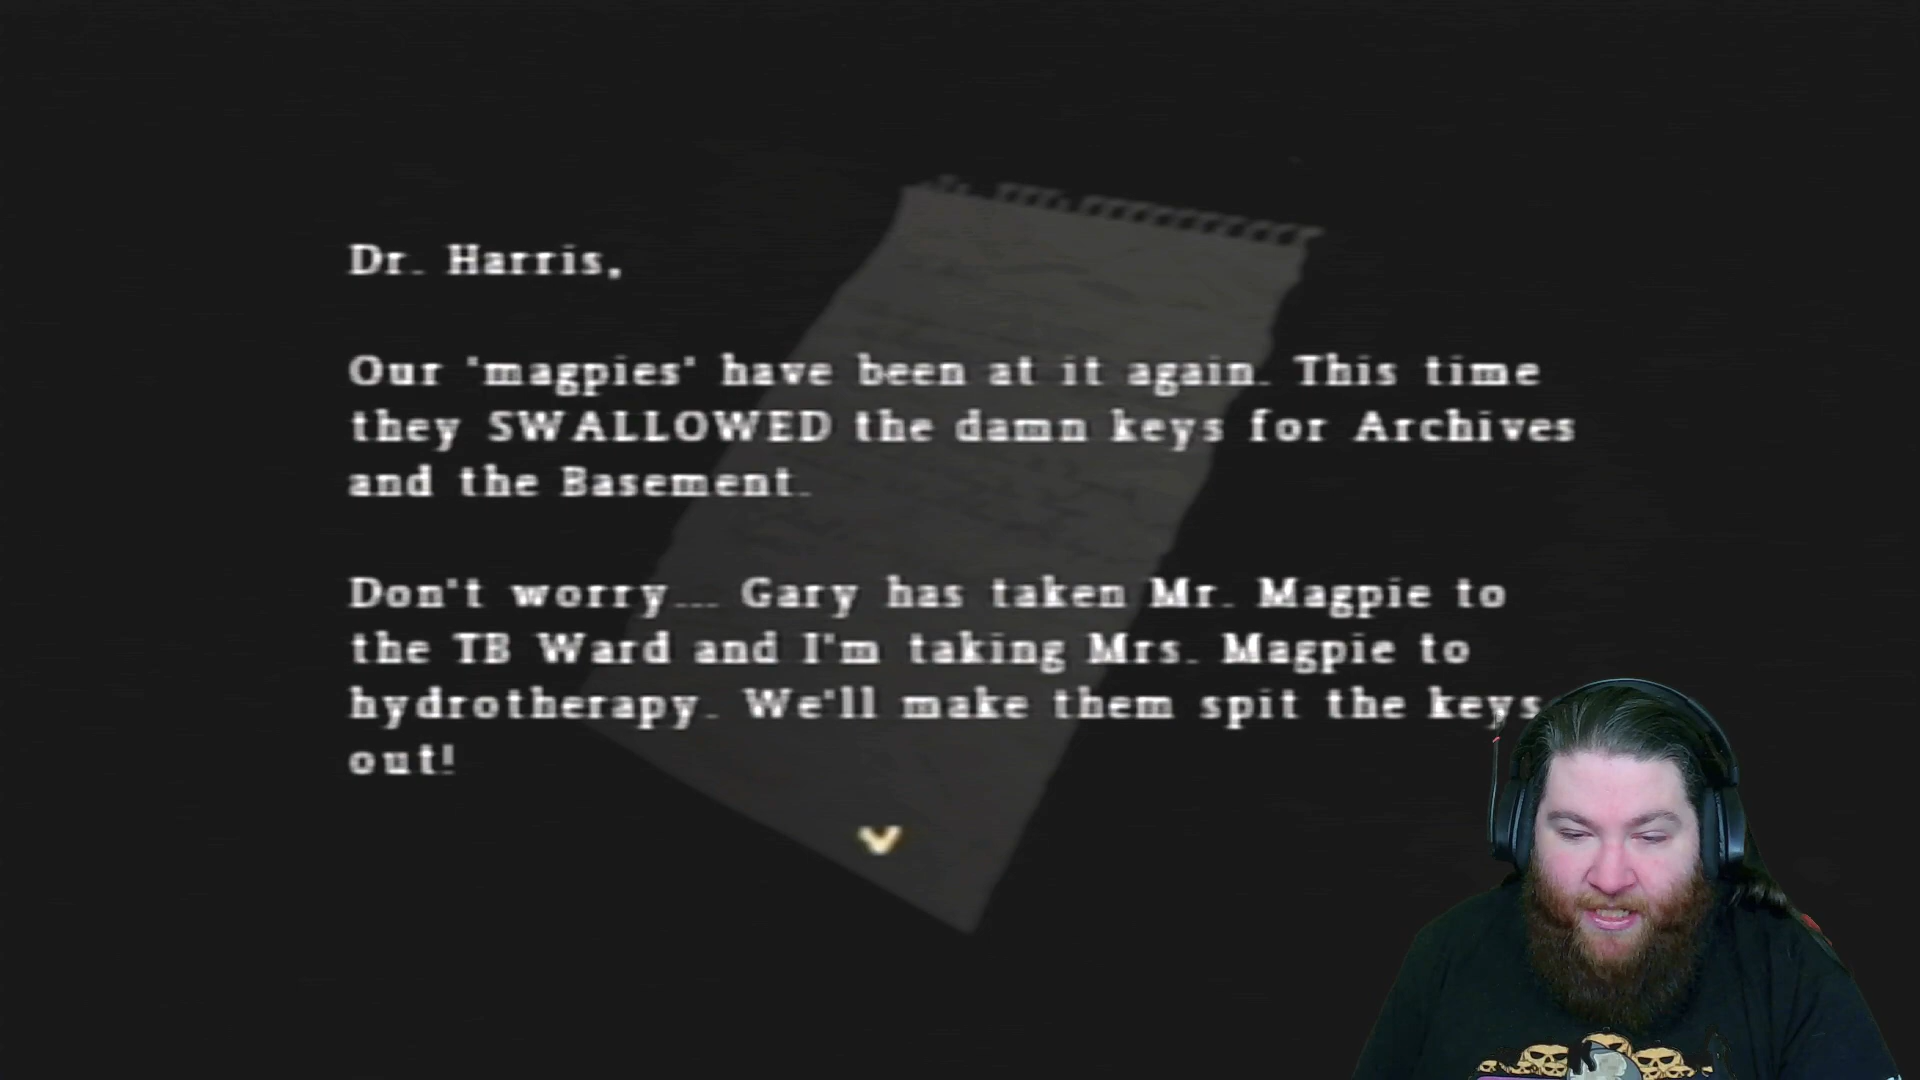 Dr. Harris,
Our 'magpies' have been at it again. This time
they SWALLOWED the damn keys for Archives
and the Basement.
Don't worry... Gary has taken Mr. Magpie to
the TB Ward and I'm taking Mrs. Magpie to
hydrotherapy. We'll make them spit the keys
out!